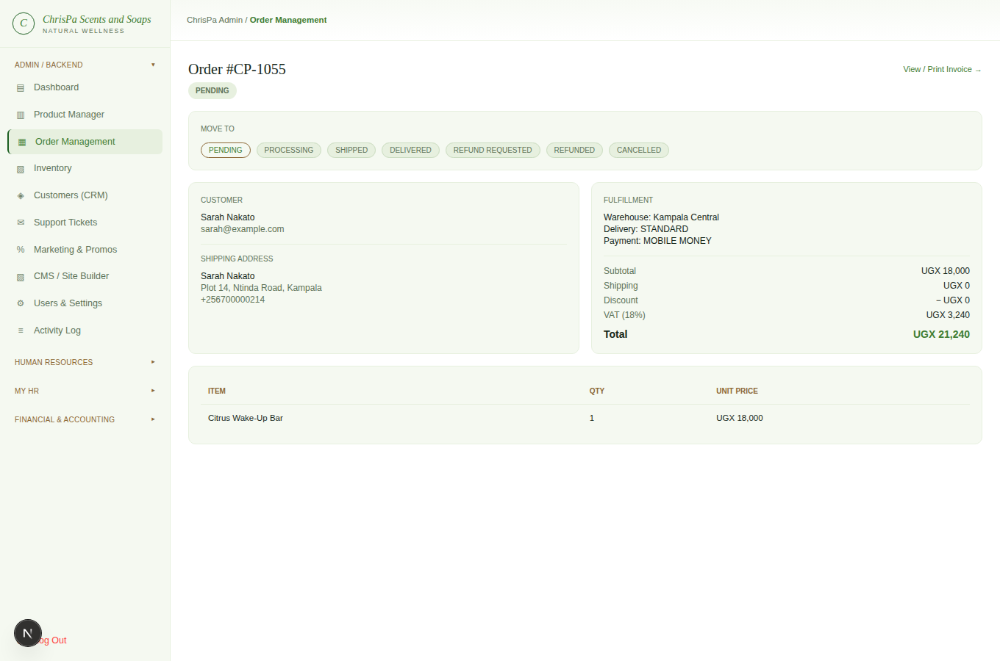 C
ChrisPa Scents and Soaps
NATURAL WELLNESS
ChrisPa Admin / Order Management
ADMIN / BACKEND
Dashboard
Product Manager
Order Management
Inventory
Customers (CRM)
Support Tickets
% Marketing & Promos
CMS / Site Builder
Users & Settings
Activity Log
HUMAN RESOURCES
MY HR
FINANCIAL & ACCOUNTING
N
og Out
Order #CP-1055
View / Print Invoice →
PENDING
MOVE TO
PENDING PROCESSING SHIPPED DELIVERED REFUND REQUESTED REFUNDED CANCELLED
CUSTOMER
Sarah Nakato
sarah@example.com
SHIPPING ADDRESS
Sarah Nakato
Plot 14, Ntinda Road, Kampala
+256700000214
FULFILLMENT
Warehouse: Kampala Central
Delivery: STANDARD
Payment: MOBILE MONEY
Subtotal UGX 18,000
Shipping UGX 0
Discount − UGX 0
VAT (18%) UGX 3,240
Total UGX 21,240
ITEM QTY UNIT PRICE
Citrus Wake-Up Bar 1 UGX 18,000